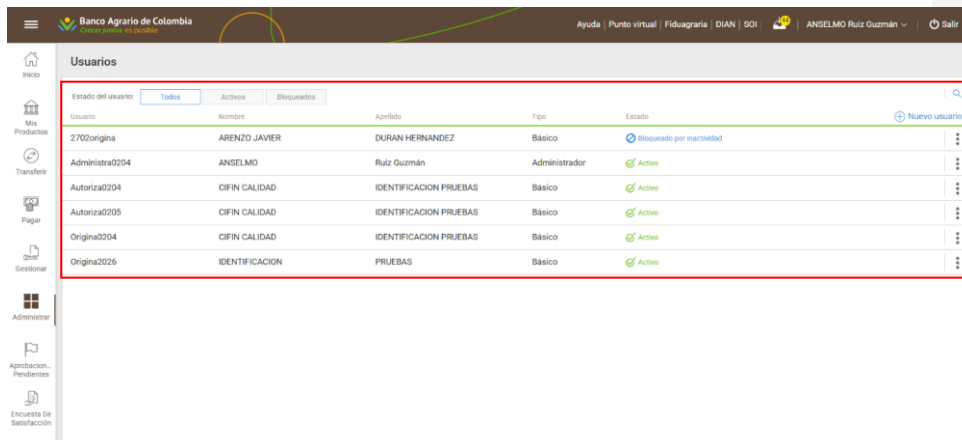 Banco Agrario de Colombia
Crecer juntos es posible
Ayuda | Punto virtual | Fiduagraria | DIAN | SOI
ANSELMO Ruiz Guzmán
Salir
Inicio
Mis
Productos
Transferir
Pagar
Gestionar
Administrar
Aprobacion...
Pendientes
Encuesta De
Satisfacción
Usuarios
Estado del usuario: Todos Activos Bloqueados
Usuario Nombre Apellido Tipo Estado Nuevo usuario
2702origina ARENZO JAVIER DURAN HERNANDEZ Básico Bloqueado por inactividad
Administra0204 ANSELMO Ruiz Guzmán Administrador Activo
Autoriza0204 CIFIN CALIDAD IDENTIFICACION PRUEBAS Básico Activo
Autoriza0205 CIFIN CALIDAD IDENTIFICACION PRUEBAS Básico Activo
Origina0204 CIFIN CALIDAD IDENTIFICACION PRUEBAS Básico Activo
Origina2026 IDENTIFICACION PRUEBAS Básico Activo